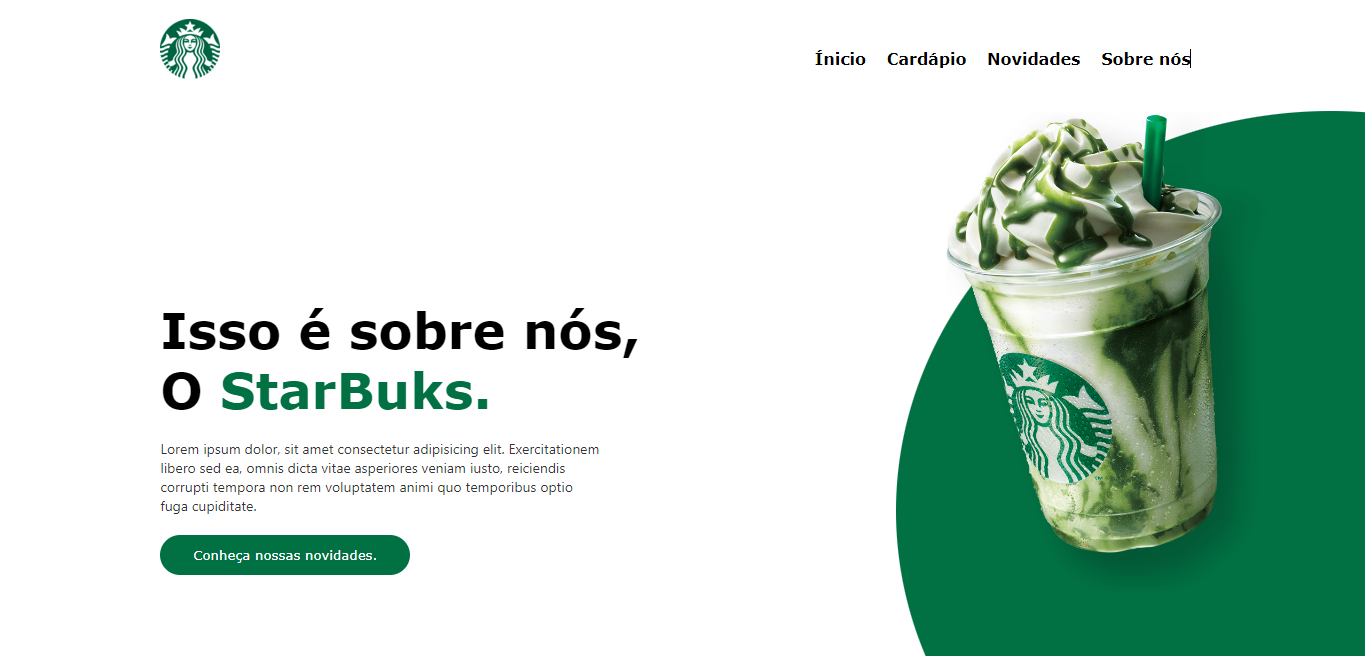 Ínicio Cardápio Novidades Sobre nós
Isso é sobre nós,
O StarBuks.
Lorem ipsum dolor, sit amet consectetur adipisicing elit. Exercitationem
libero sed ea, omnis dicta vitae asperiores veniam iusto, reiciendis
corrupti tempora non rem voluptatem animi quo temporibus optio
fuga cupiditate.
Conheça nossas novidades.